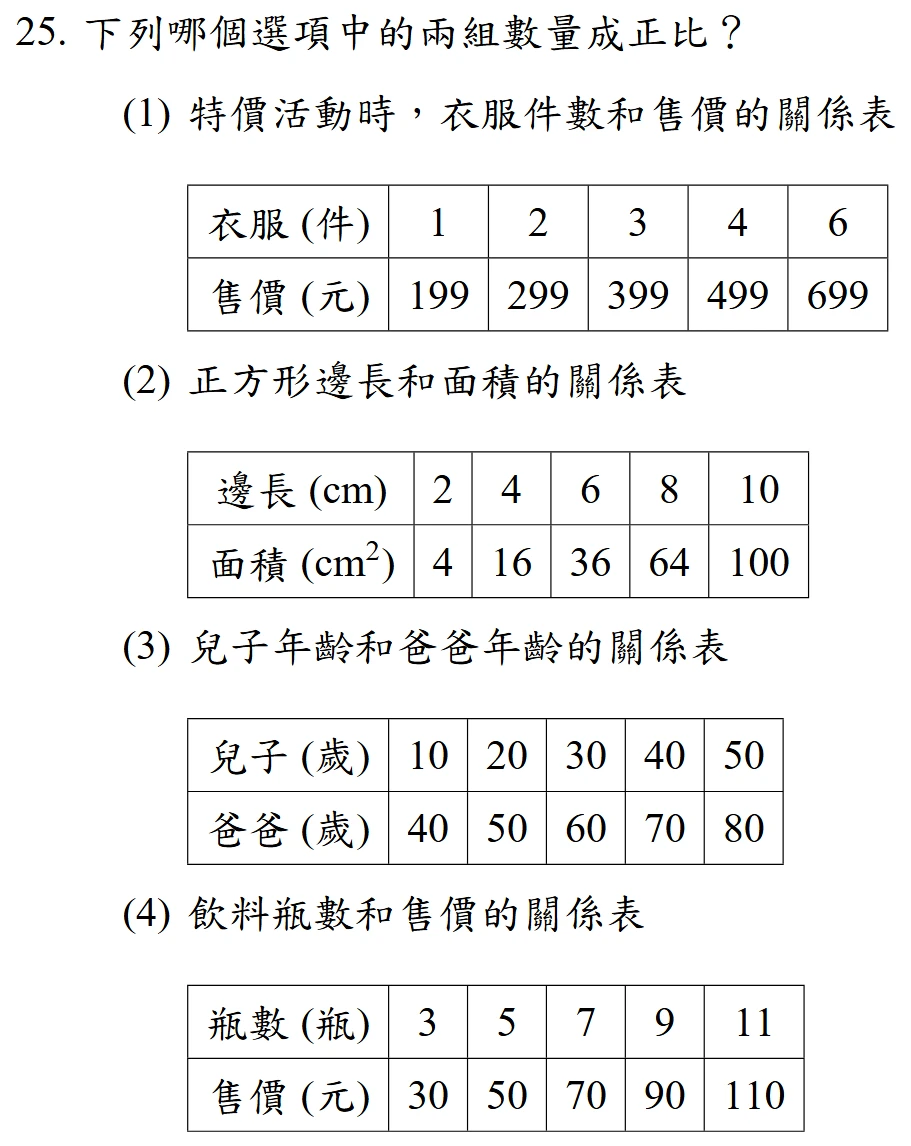 25. 下列哪個選項中的兩組數量成正比？
(1) 特價活動時，衣服件數和售價的關係表
衣服 (件) 1 2 3 4 6
售價 (元) 199 299 399 499 699
(2) 正方形邊長和面積的關係表
邊長 (cm) 2 4 6 8 10
面積 (cm²) 4 16 36 64 100
(3) 兒子年齡和爸爸年齡的關係表
兒子 (歲) 10 20 30 40 50
爸爸 (歲) 40 50 60 70 80
(4) 飲料瓶數和售價的關係表
瓶數 (瓶) 3 5 7 9 11
售價 (元) 30 50 70 90 110